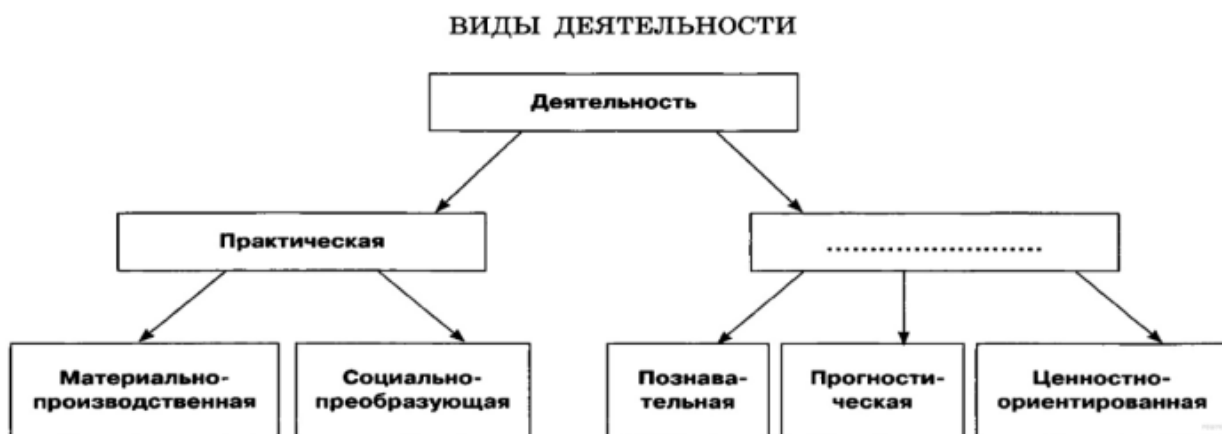 ВИДЫ ДЕЯТЕЛЬНОСТИ
Деятельность
Практическая
...........................
Материально-
производственная
Социально-
преобразующая
Познава-
тельная
Прогности-
ческая
Ценностно-
ориентированная